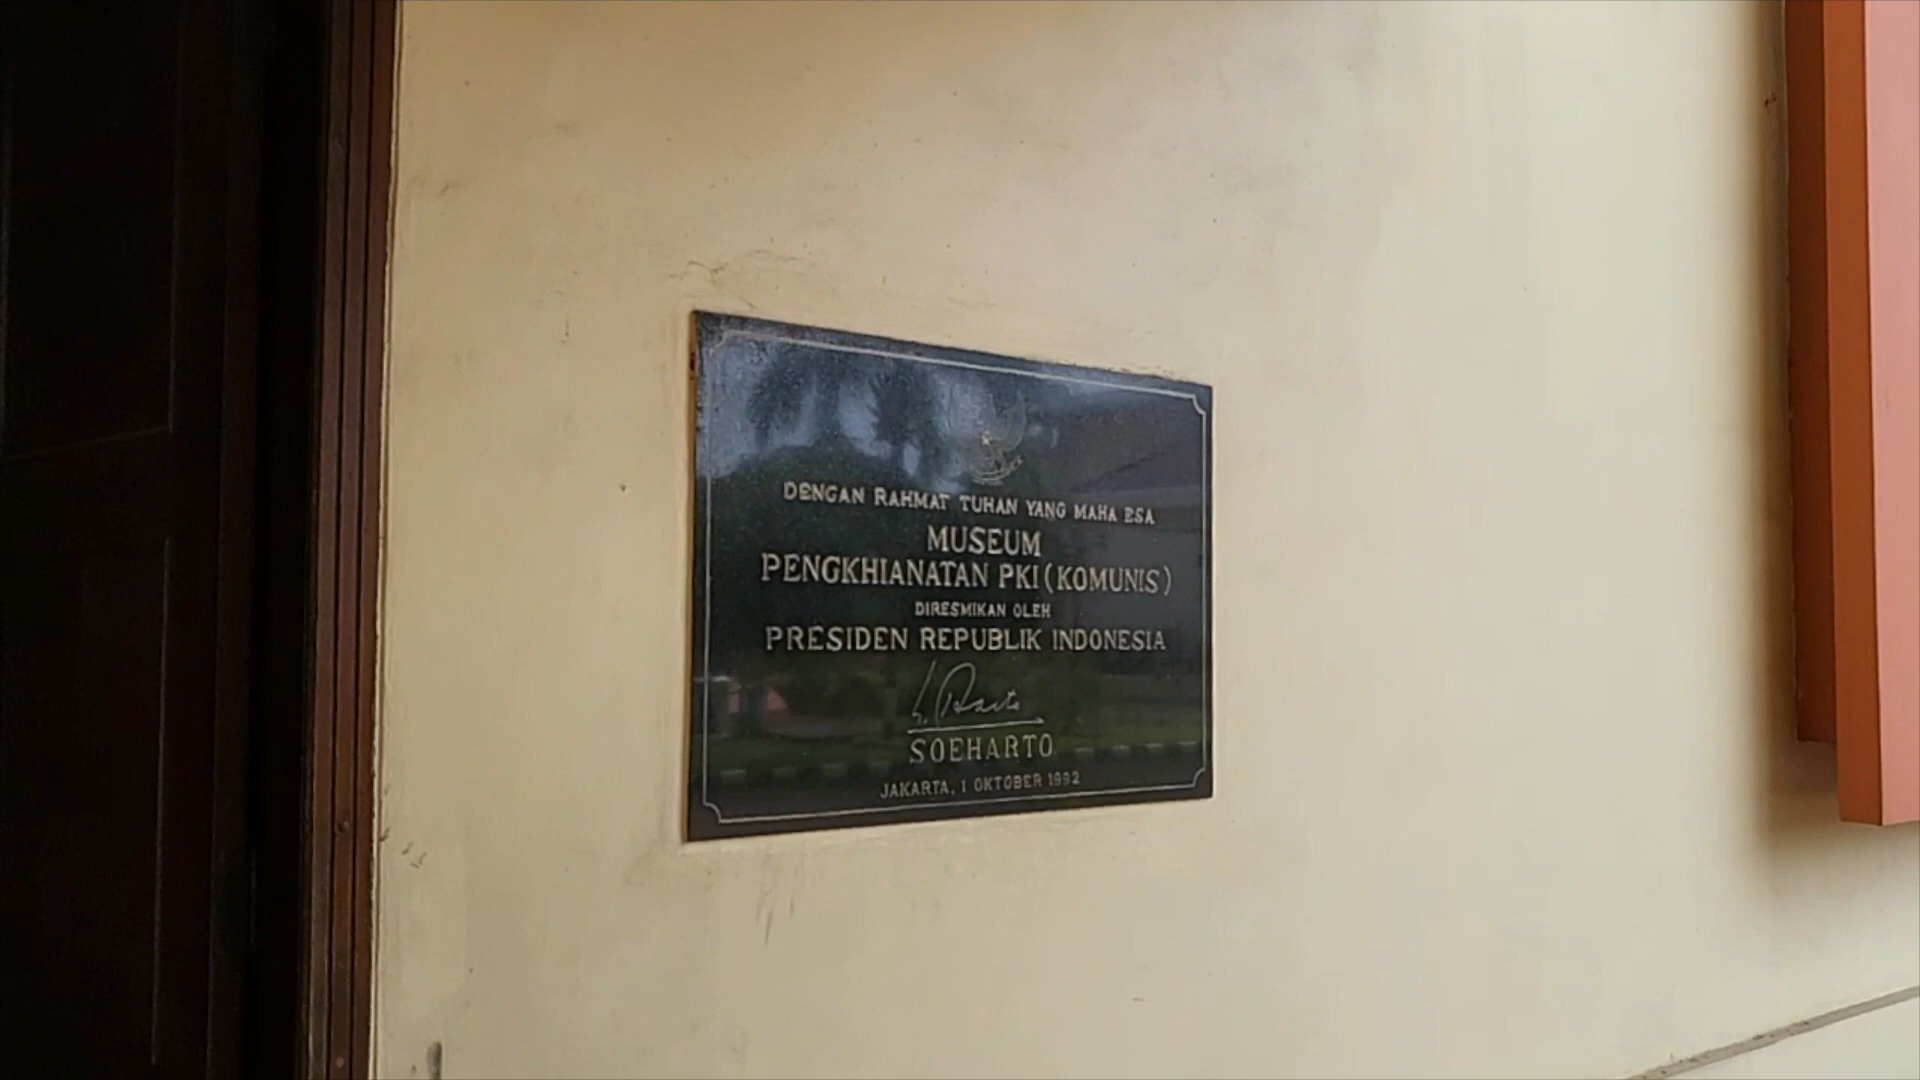 DENGAN RAHMAT TUHAN YANG MAHA ESA
MUSEUM
PENGKHIANATAN PKI (KOMUNIS)
DIRESMIKAN OLEH
PRESIDEN REPUBLIK INDONESIA
SOEHARTO
JAKARTA, 1 OKTOBER 1992